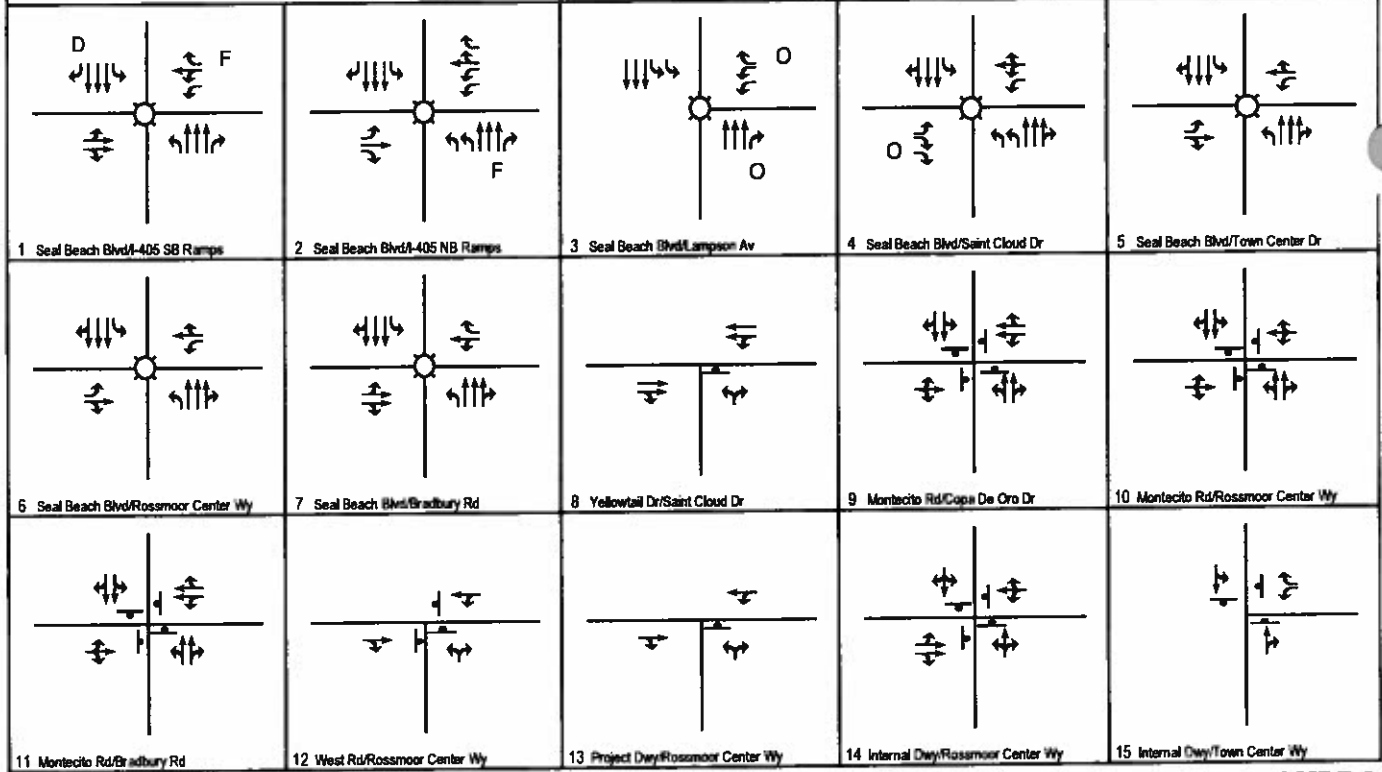 D
F
1 Seal Beach Blvd/I-405 SB Ramps
F
2 Seal Beach Blvd/I-405 NB Ramps
O
O
3 Seal Beach Blvd/Lampson Av
O
4 Seal Beach Blvd/Saint Cloud Dr
5 Seal Beach Blvd/Town Center Dr
6 Seal Beach Blvd/Rossmoor Center Wy
7 Seal Beach Blvd/Bradbury Rd
8 Yellowtail Dr/Saint Cloud Dr
9 Montecito Rd/Copa De Oro Dr
10 Montecito Rd/Rossmoor Center Wy
11 Montecito Rd/Bradbury Rd
12 West Rd/Rossmoor Center Wy
13 Project Dwy/Rossmoor Center Wy
14 Internal Dwy/Rossmoor Center Wy
15 Internal Dwy/Town Center Wy